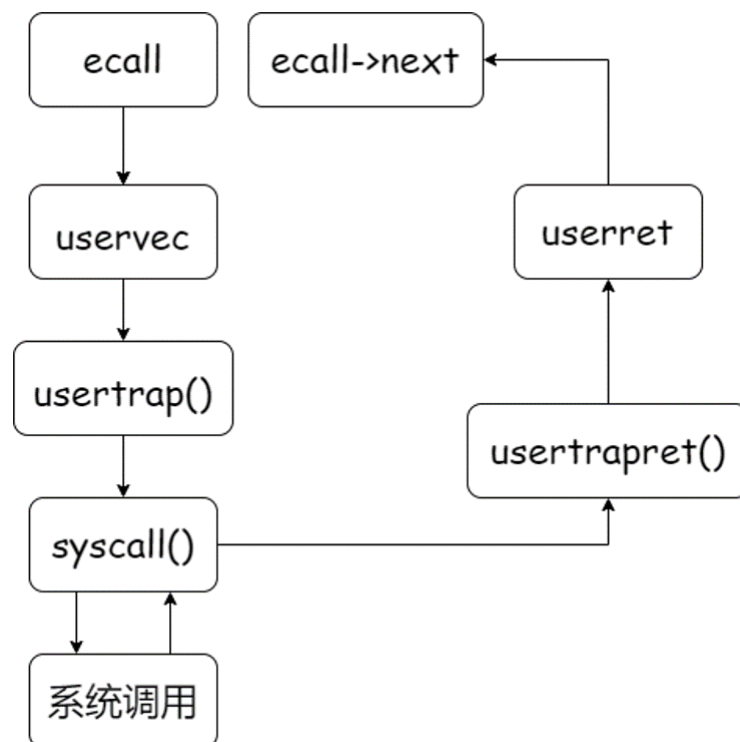 ecall
ecall->next
uservec
userret
usertrap()
usertrapret()
syscall()
系统调用